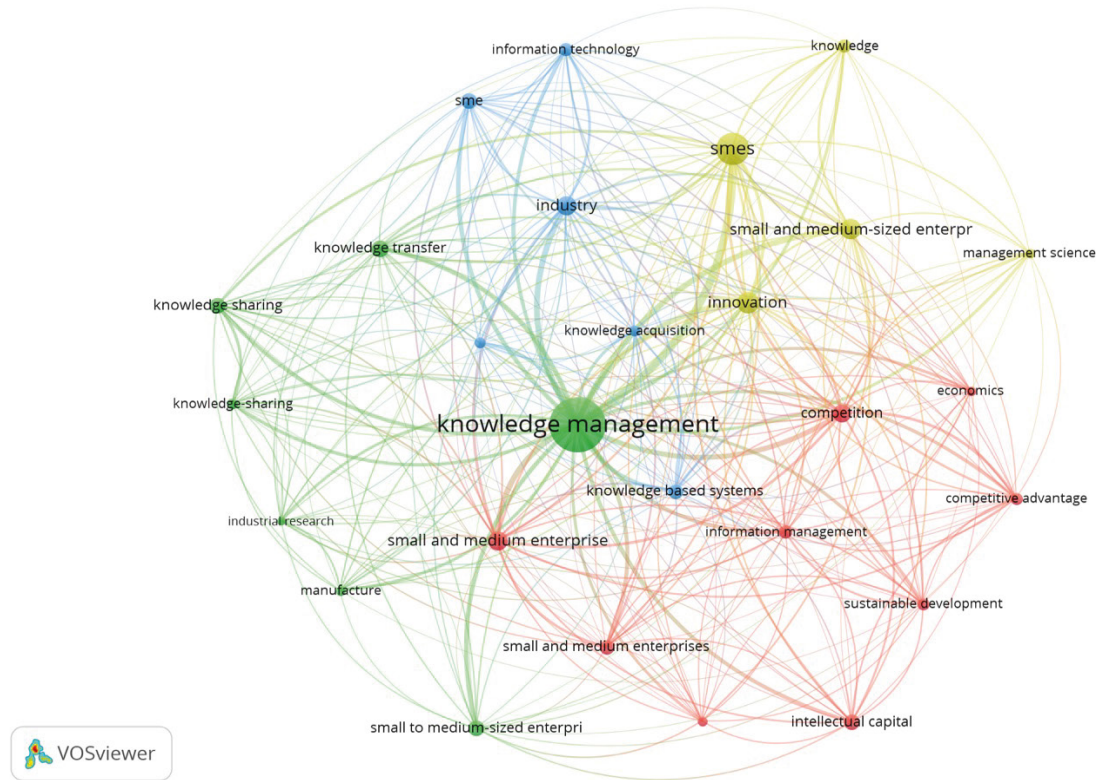 knowledge
information technology
sme
smes
industry
small and medium-sized enterpr
knowledge transfer
management science
innovation
knowledge sharing
knowledge acquisition
economics
knowledge-sharing
competition
knowledge management
knowledge based systems
competitive advantage
industrial research
information management
small and medium enterprise
manufacture
sustainable development
small and medium enterprises
intellectual capital
small to medium-sized enterpri
VOSviewer